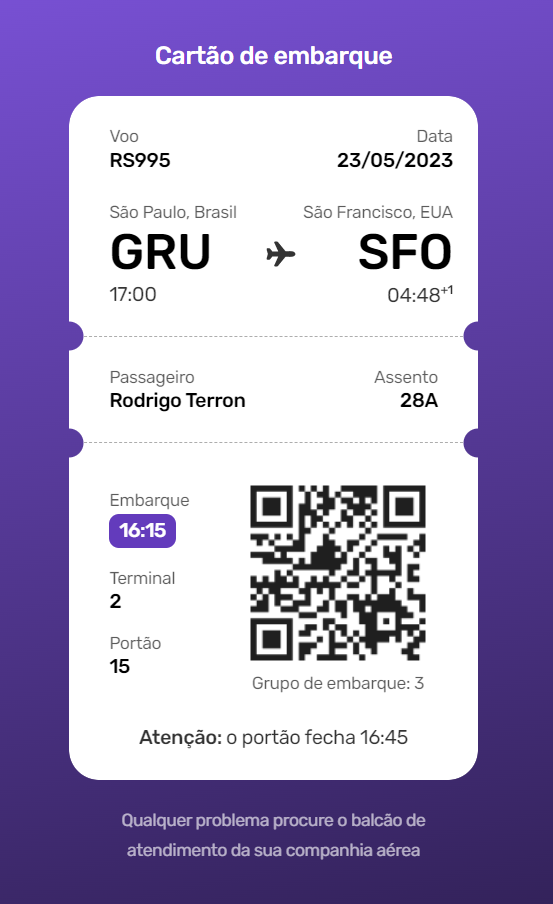 Cartão de embarque
Voo Data
RS995 23/05/2023
São Paulo, Brasil São Francisco, EUA
GRU SFO
17:00 04:48+1
Passageiro Assento
Rodrigo Terron 28A
Embarque
16:15
Terminal
2
Portão
15
Grupo de embarque: 3
Atenção: o portão fecha 16:45
Qualquer problema procure o balcão de
atendimento da sua companhia aérea